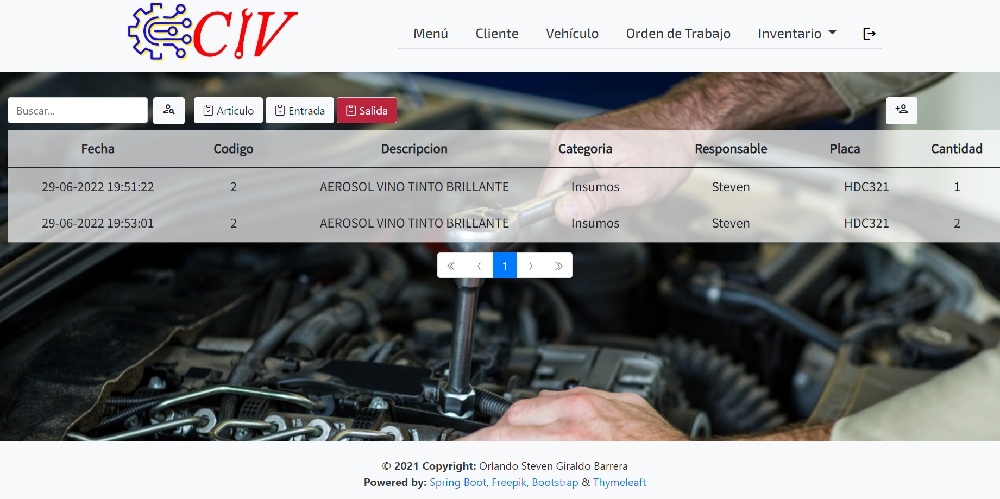 CIV
Menú Cliente Vehículo Orden de Trabajo Inventario
Buscar... Articulo Entrada Salida
Fecha Codigo Descripcion Categoria Responsable Placa Cantidad
29-06-2022 19:51:22 2 AEROSOL VINO TINTO BRILLANTE Insumos Steven HDC321 1
29-06-2022 19:53:01 2 AEROSOL VINO TINTO BRILLANTE Insumos Steven HDC321 2
1
© 2021 Copyright: Orlando Steven Giraldo Barrera
Powered by: Spring Boot, Freepik, Bootstrap & Thymeleaft